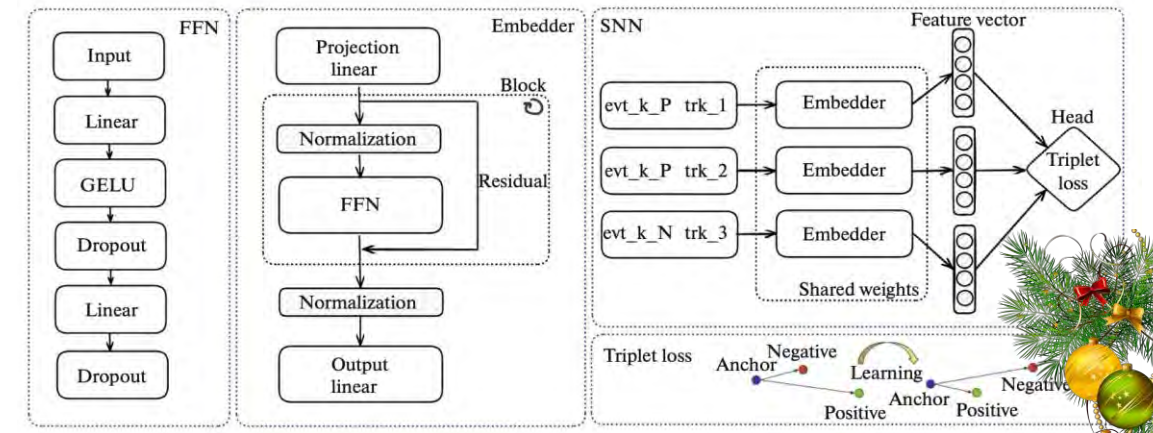 FFN
Input
Linear
GELU
Dropout
Linear
Dropout
Embedder
Projection
linear
Block
Normalization
Residual
FFN
Normalization
Output
linear
SNN
Feature vector
evt_k_P trk_1
Embedder
Head
evt_k_P trk_2
Embedder
Triplet
loss
evt_k_N trk_3
Embedder
Shared weights
Triplet loss
Anchor
Negative
Positive
Learning
Anchor
Negative
Positive